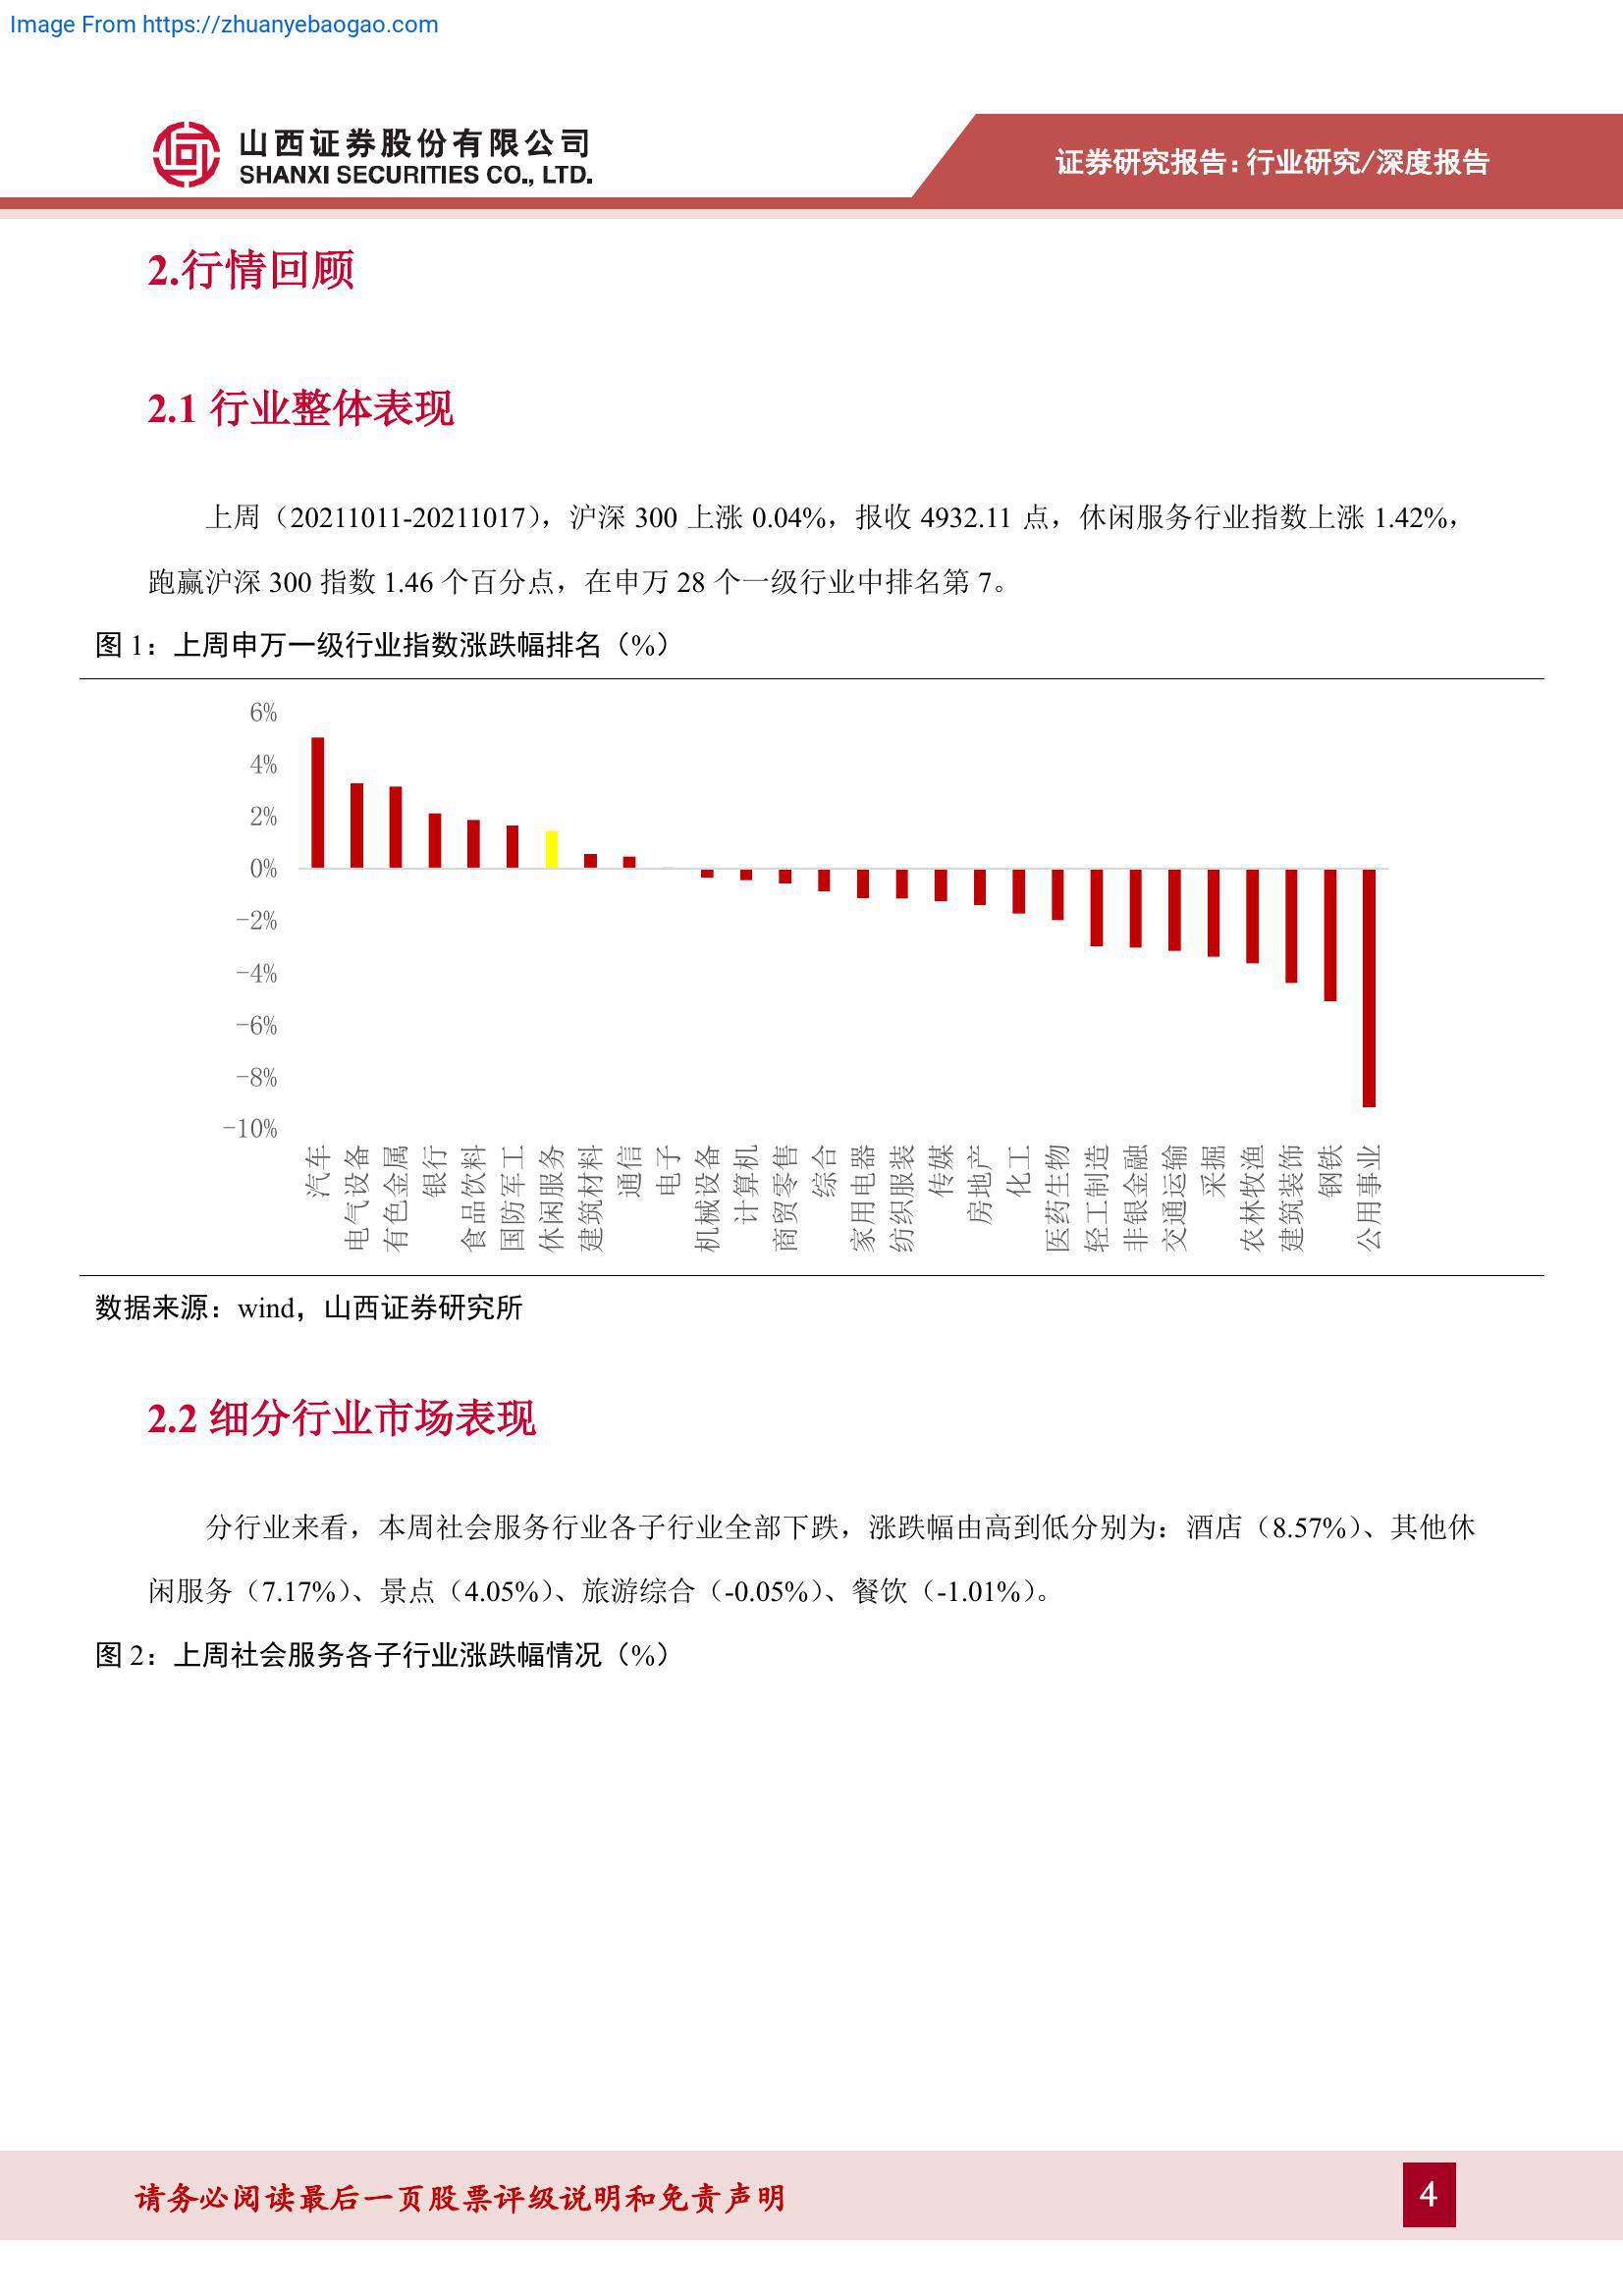 Image From https://zhuanyebaogao.com
山西证券股份有限公司
SHANXI SECURITIES CO., LTD.
证券研究报告：行业研究/深度报告
2.行情回顾
2.1 行业整体表现
上周（20211011-20211017），沪深 300 上涨 0.04%，报收 4932.11 点，休闲服务行业指数上涨 1.42%，
跑赢沪深 300 指数 1.46 个百分点，在申万 28 个一级行业中排名第 7。
图 1：上周申万一级行业指数涨跌幅排名（%）
6%
4%
2%
0%
-2%
-4%
-6%
-8%
-10%
汽车
电气设备
有色金属
银行
食品饮料
国防军工
休闲服务
建筑材料
通信
电子
机械设备
计算机
商贸零售
综合
家用电器
纺织服装
传媒
房地产
化工
医药生物
轻工制造
非银金融
交通运输
采掘
农林牧渔
建筑装饰
钢铁
公用事业
数据来源：wind，山西证券研究所
2.2 细分行业市场表现
分行业来看，本周社会服务行业各子行业全部下跌，涨跌幅由高到低分别为：酒店（8.57%）、其他休
闲服务（7.17%）、景点（4.05%）、旅游综合（-0.05%）、餐饮（-1.01%）。
图 2：上周社会服务各子行业涨跌幅情况（%）
请务必阅读最后一页股票评级说明和免责声明
4